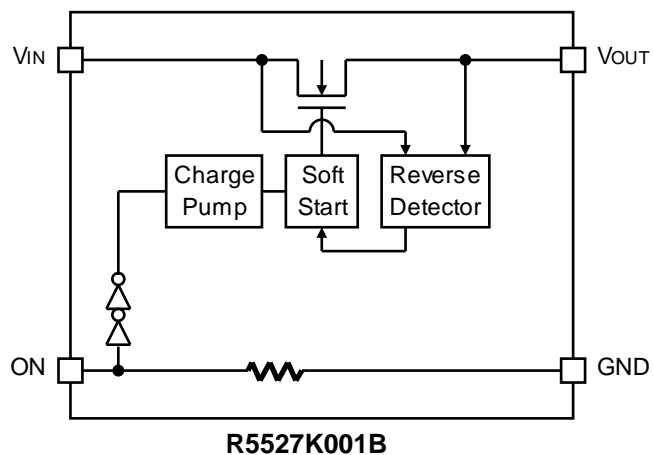 VIN
VOUT
Charge
Pump
Soft
Start
Reverse
Detector
ON
GND
R5527K001B